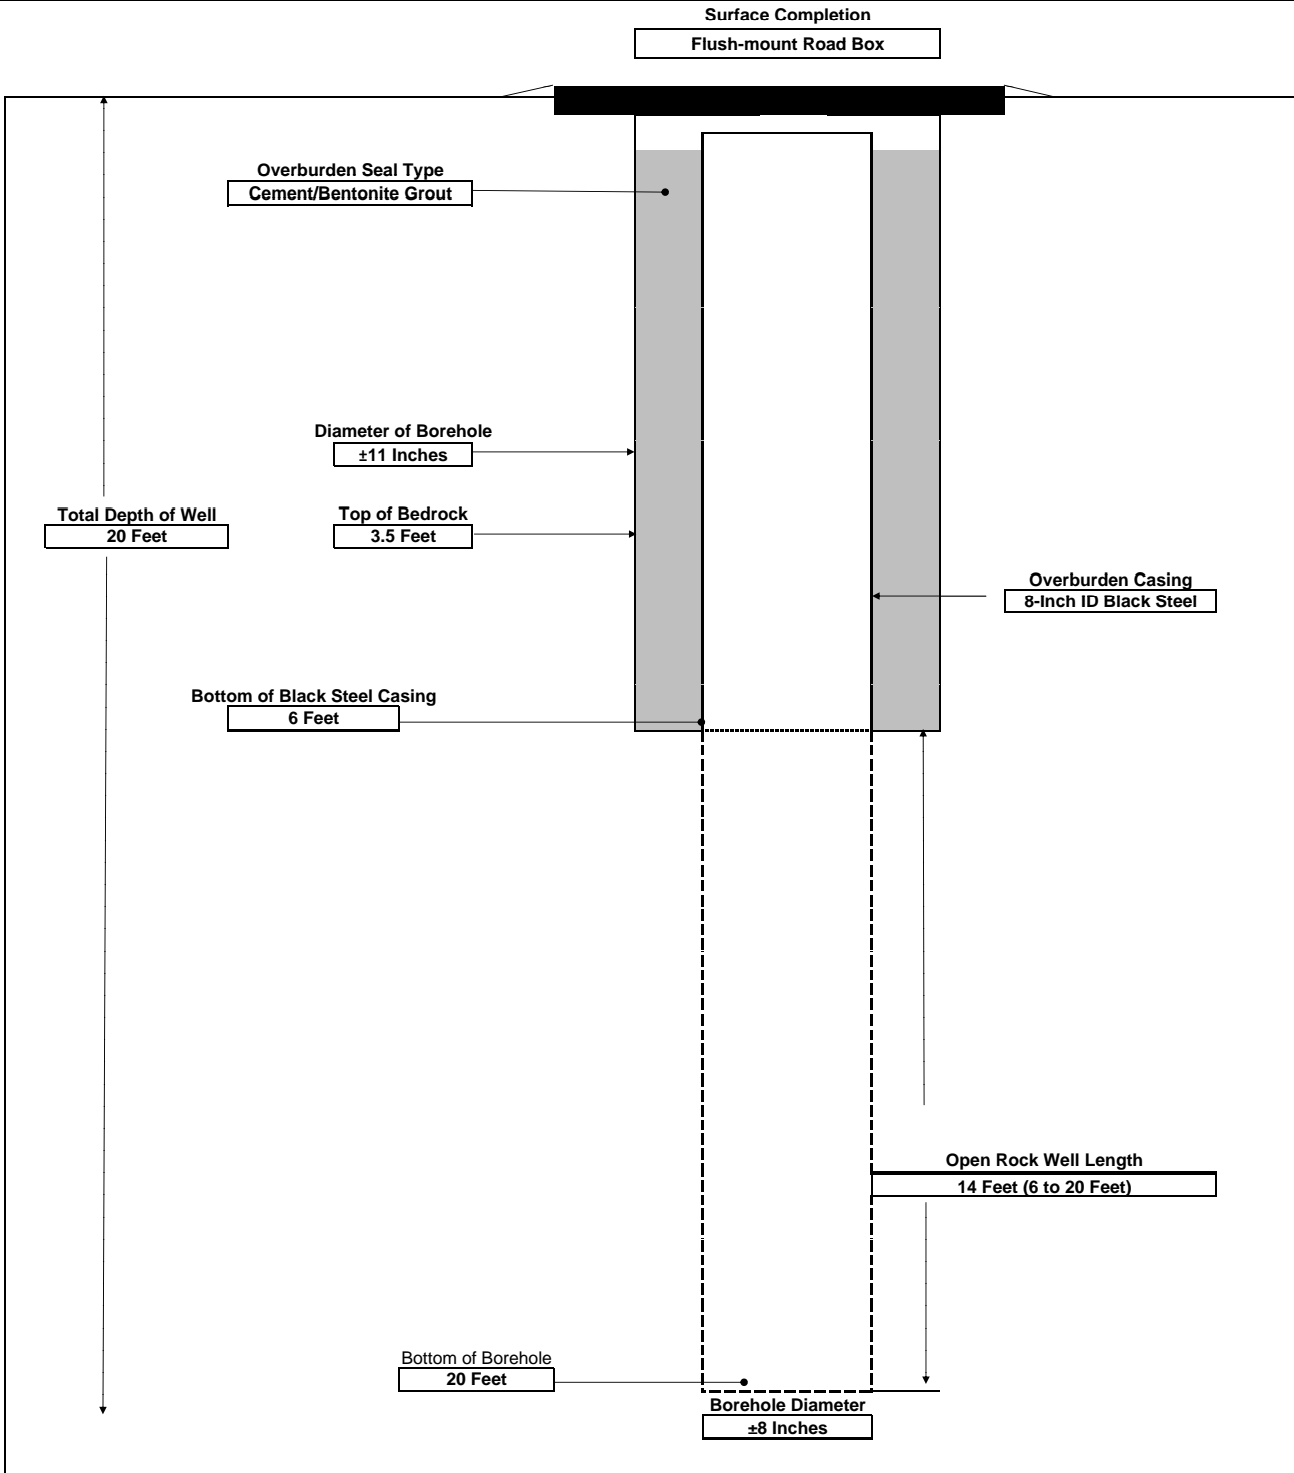 Surface Completion
Flush-mount Road Box
Overburden Seal Type
Cement/Bentonite Grout
Diameter of Borehole
±11 Inches
Total Depth of Well
20 Feet
Top of Bedrock
3.5 Feet
Overburden Casing
8-Inch ID Black Steel
Bottom of Black Steel Casing
6 Feet
Open Rock Well Length
14 Feet (6 to 20 Feet)
Bottom of Borehole
20 Feet
Borehole Diameter
±8 Inches